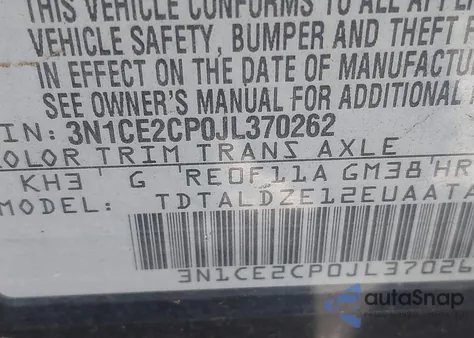 THIS VEHICLE CONFORMS TO ALL APPL
VEHICLE SAFETY, BUMPER AND THEFT
IN EFFECT ON THE DATE OF MANUFACTU
SEE OWNER'S MANUAL FOR ADDITIONAL
IN: 3N1CE2CP0JL370262
OLOR TRIM TRANS AXLE
KH3 G RE0F11A GM38 HR
MODEL: TDTALDZE12EUAATA
3N1CE2CP0JL37026
autoSnap